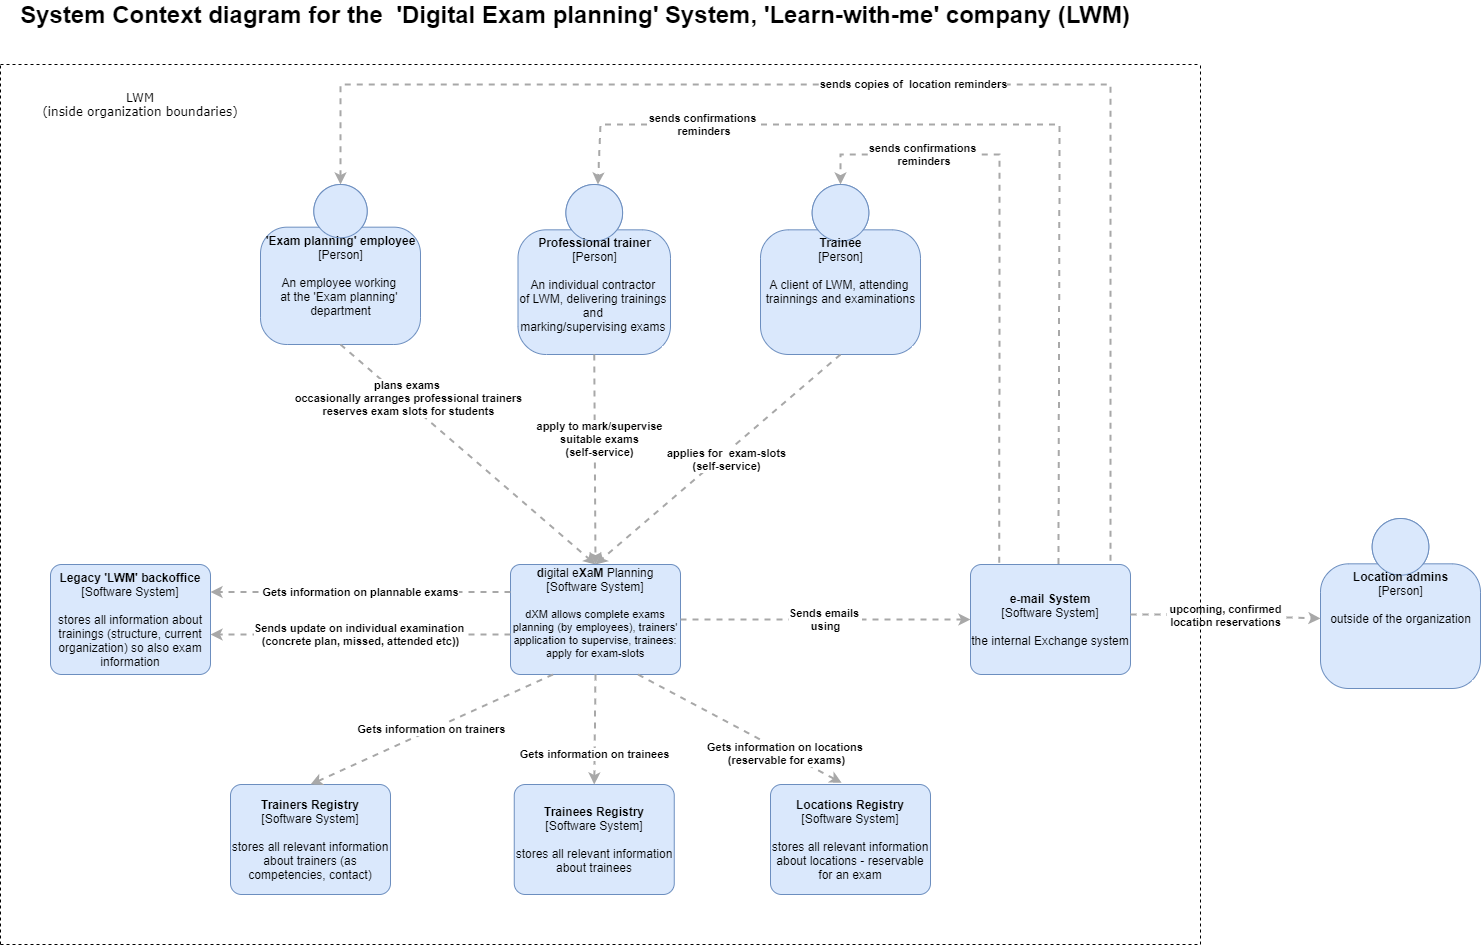 System Context diagram for the  'Digital Exam planning' System, 'Learn-with-me' company (LWM)
LWM
(inside organization boundaries)
sends copies of  location reminders
sends confirmations
reminders
sends confirmations
reminders
'Exam planning' employee
[Person]
An employee working
at the 'Exam planning'
department
Professional trainer
[Person]
An individual contractor
of LWM, delivering trainings
and
marking/supervising exams
Trainee
[Person]
A client of LWM, attending
trainnings and examinations
plans exams
occasionally arranges professional trainers
reserves exam slots for students
apply to mark/supervise
suitable exams
(self-service)
applies for  exam-slots
(self-service)
Legacy 'LWM' backoffice
[Software System]
stores all information about
trainings (structure, current
organization) so also exam
information
Gets information on plannable exams
Sends update on individual examination
(concrete plan, missed, attended etc))
digital eXaM Planning
[Software System]
dXM allows complete exams
planning (by employees), trainers'
application to supervise, trainees:
apply for exam-slots
Sends emails
using
e-mail System
[Software System]
the internal Exchange system
upcoming, confirmed
location reservations
Location admins
[Person]
outside of the organization
Gets information on trainers
Gets information on trainees
Gets information on locations
(reservable for exams)
Trainers Registry
[Software System]
stores all relevant information
about trainers (as
competencies, contact)
Trainees Registry
[Software System]
stores all relevant information
about trainees
Locations Registry
[Software System]
stores all relevant information
about locations - reservable
for an exam